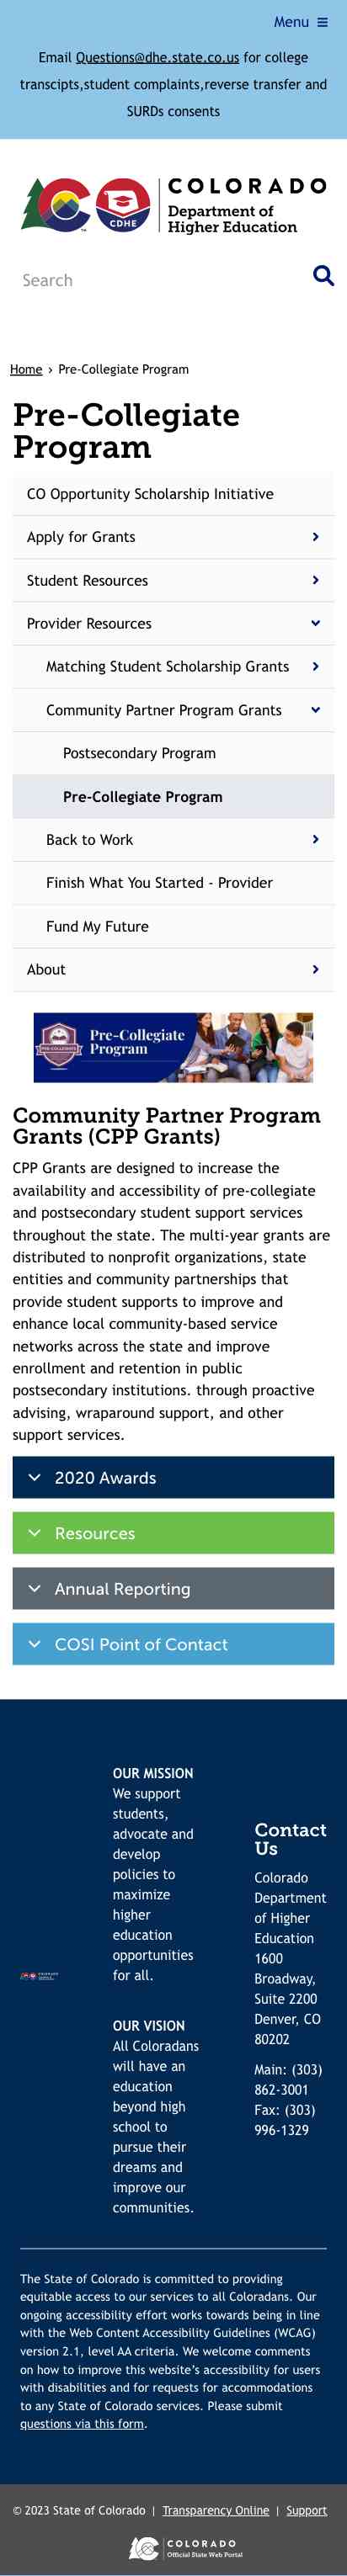 Menu
Email Questions@dhe.state.co.us for college
transcipts,student complaints,reverse transfer and
SURDs consents
CDHE
COLORADO
Department of
Higher Education
Search
Home › Pre-Collegiate Program
Pre-Collegiate
Program
CO Opportunity Scholarship Initiative
Apply for Grants
Student Resources
Provider Resources
Matching Student Scholarship Grants
Community Partner Program Grants
Postsecondary Program
Pre-Collegiate Program
Back to Work
Finish What You Started - Provider
Fund My Future
About
Pre-Collegiate
Program
Community Partner Program
Grants (CPP Grants)
CPP Grants are designed to increase the
availability and accessibility of pre-collegiate
and postsecondary student support services
throughout the state. The multi-year grants are
distributed to nonprofit organizations, state
entities and community partnerships that
provide student supports to improve and
enhance local community-based service
networks across the state and improve
enrollment and retention in public
postsecondary institutions. through proactive
advising, wraparound support, and other
support services.
2020 Awards
Resources
Annual Reporting
COSI Point of Contact
OUR MISSION
We support
students,
advocate and
develop
policies to
maximize
higher
education
opportunities
for all.
OUR VISION
All Coloradans
will have an
education
beyond high
school to
pursue their
dreams and
improve our
communities.
Contact
Us
Colorado
Department
of Higher
Education
1600
Broadway,
Suite 2200
Denver, CO
80202
Main: (303)
862-3001
Fax: (303)
996-1329
The State of Colorado is committed to providing
equitable access to our services to all Coloradans. Our
ongoing accessibility effort works towards being in line
with the Web Content Accessibility Guidelines (WCAG)
version 2.1, level AA criteria. We welcome comments
on how to improve this website’s accessibility for users
with disabilities and for requests for accommodations
to any State of Colorado services. Please submit
questions via this form.
© 2023 State of Colorado | Transparency Online | Support
COLORADO
Official State Web Portal